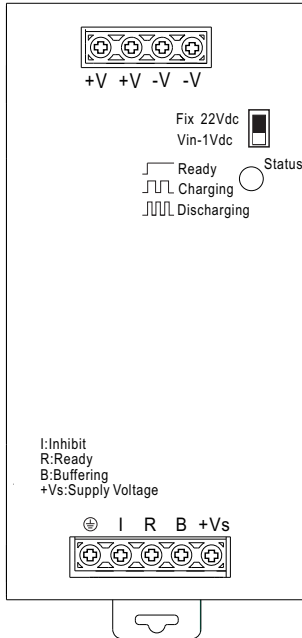 +V +V -V -V
Fix 22Vdc
Vin-1Vdc
Status
Ready
Charging
Discharging
I:Inhibit
R:Ready
B:Buffering
+Vs:Supply Voltage
I R B +Vs